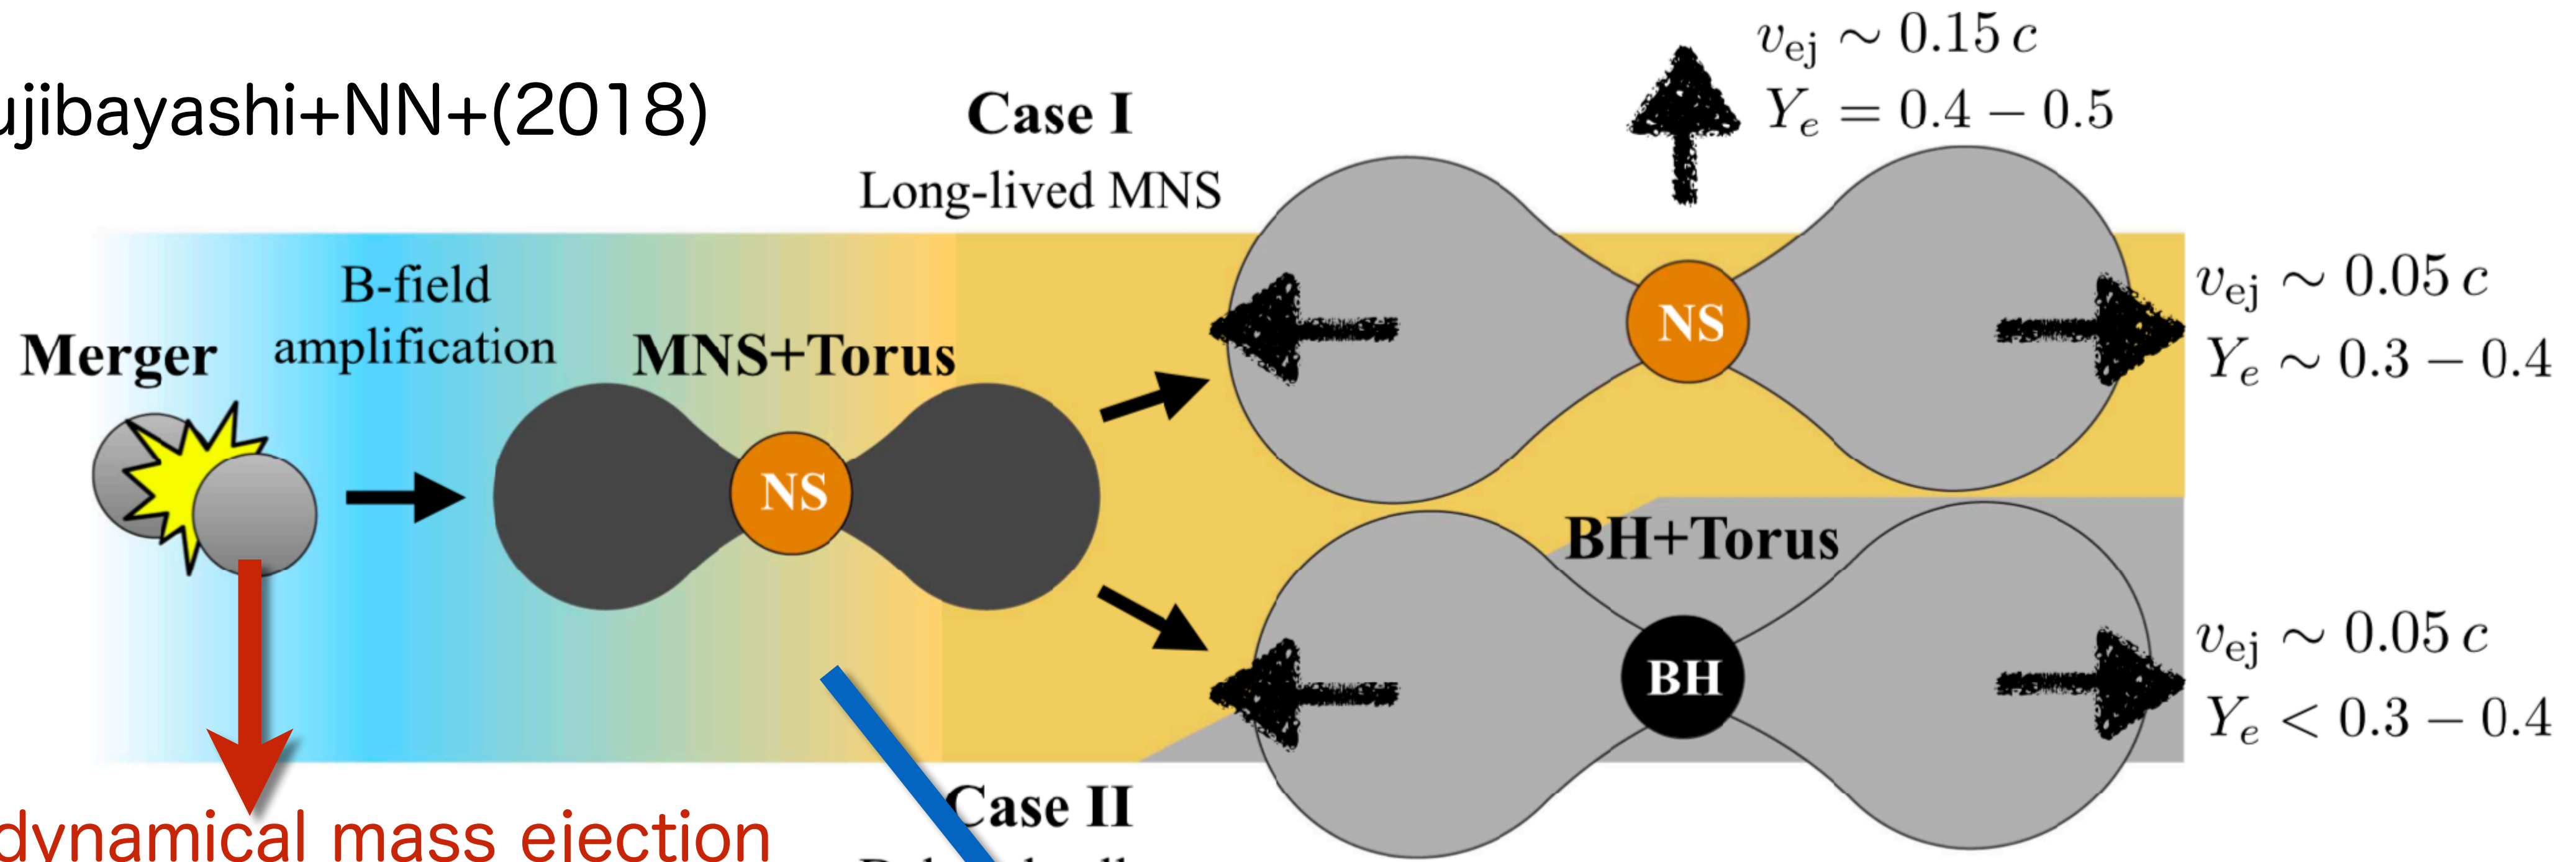 ujibayashi+NN+(2018)
Case I
Long-lived MNS
v_ej ∼ 0.15 c
Y_e = 0.4 − 0.5
B-field
amplification
Merger
MNS+Torus
NS
NS
v_ej ∼ 0.05 c
Y_e ∼ 0.3 − 0.4
BH+Torus
BH
v_ej ∼ 0.05 c
Y_e < 0.3 − 0.4
Case II
dynamical mass ejection